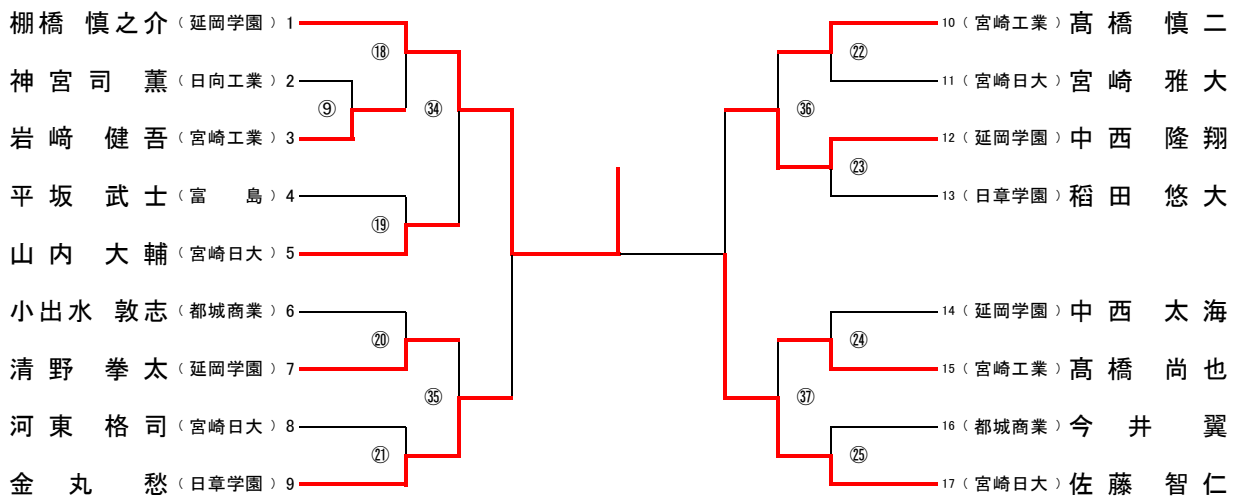 棚橋 慎之介 (延岡学園) 1
⑱
神宮司 薫 (日向工業) 2
⑨
㉞
岩﨑 健吾 (宮崎工業) 3
平坂 武士 (富 島) 4
⑲
山内 大輔 (宮崎日大) 5
小出水 敦志 (都城商業) 6
⑳
清野 拳太 (延岡学園) 7
㉟
河東 格司 (宮崎日大) 8
㉑
金丸 愁 (日章学園) 9
10 (宮崎工業) 髙橋 慎二
㉒
11 (宮崎日大) 宮崎 雅大
㊱
12 (延岡学園) 中西 隆翔
㉓
13 (日章学園) 稻田 悠大
14 (延岡学園) 中西 太海
㉔
15 (宮崎工業) 髙橋 尚也
㊲
16 (都城商業) 今井 翼
㉕
17 (宮崎日大) 佐藤 智仁